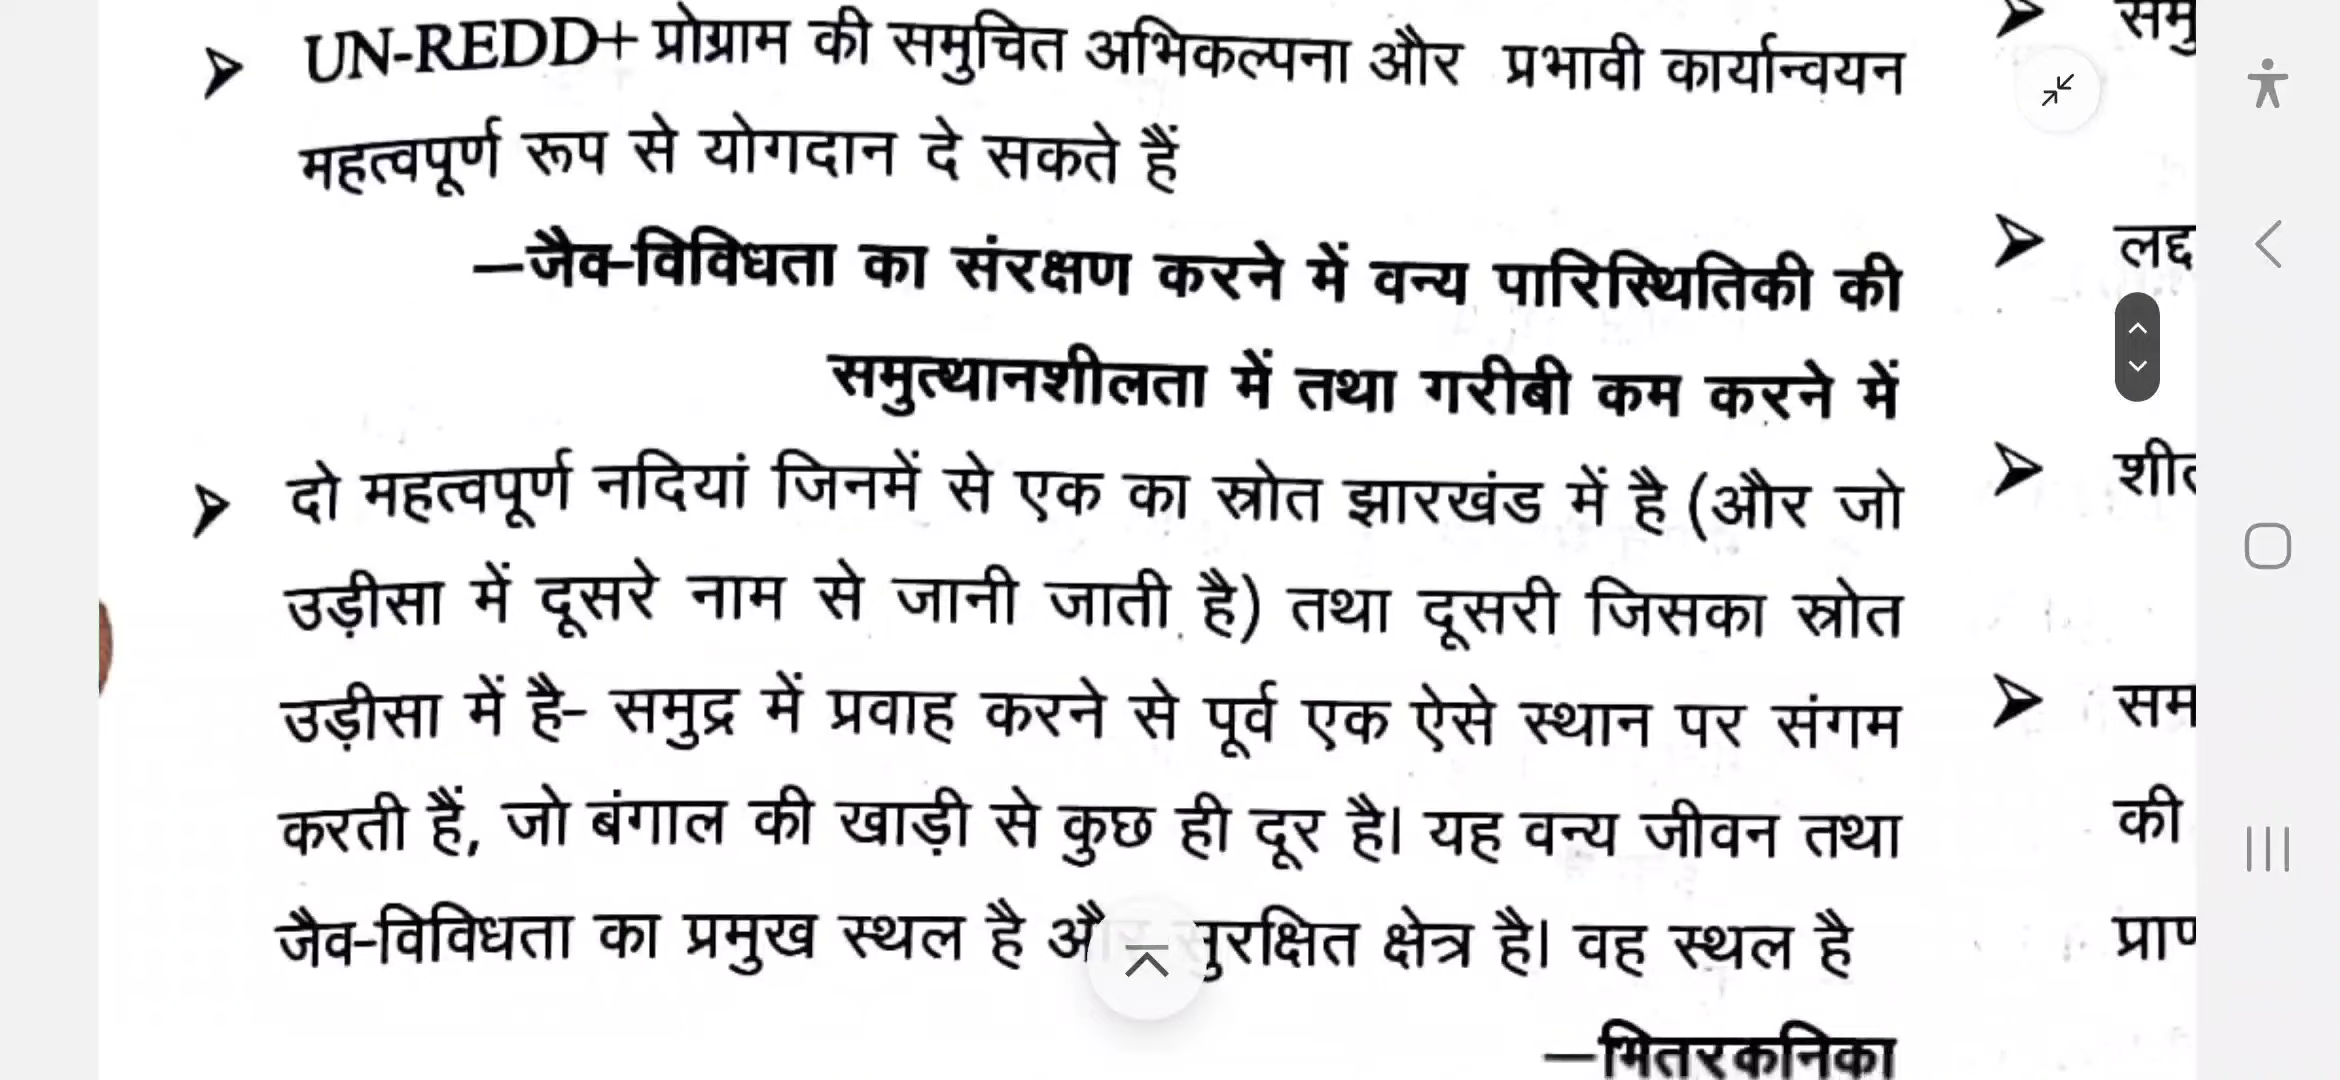 ➤ UN-REDD+ प्रोग्राम की समुचित अभिकल्पना और प्रभावी कार्यान्वयन
महत्वपूर्ण रूप से योगदान दे सकते हैं
—जैव-विविधता का संरक्षण करने में वन्य पारिस्थितिकी की
समुत्थानशीलता में तथा गरीबी कम करने में
➤ दो महत्वपूर्ण नदियां जिनमें से एक का स्रोत झारखंड में है (और जो
उड़ीसा में दूसरे नाम से जानी जाती है) तथा दूसरी जिसका स्रोत
उड़ीसा में है- समुद्र में प्रवाह करने से पूर्व एक ऐसे स्थान पर संगम
करती हैं, जो बंगाल की खाड़ी से कुछ ही दूर है। यह वन्य जीवन तथा
जैव-विविधता का प्रमुख स्थल है और सुरक्षित क्षेत्र है। वह स्थल है
—भितरकनिका
➤ समु
➤ लद्द
➤ शीत
➤ सम
की